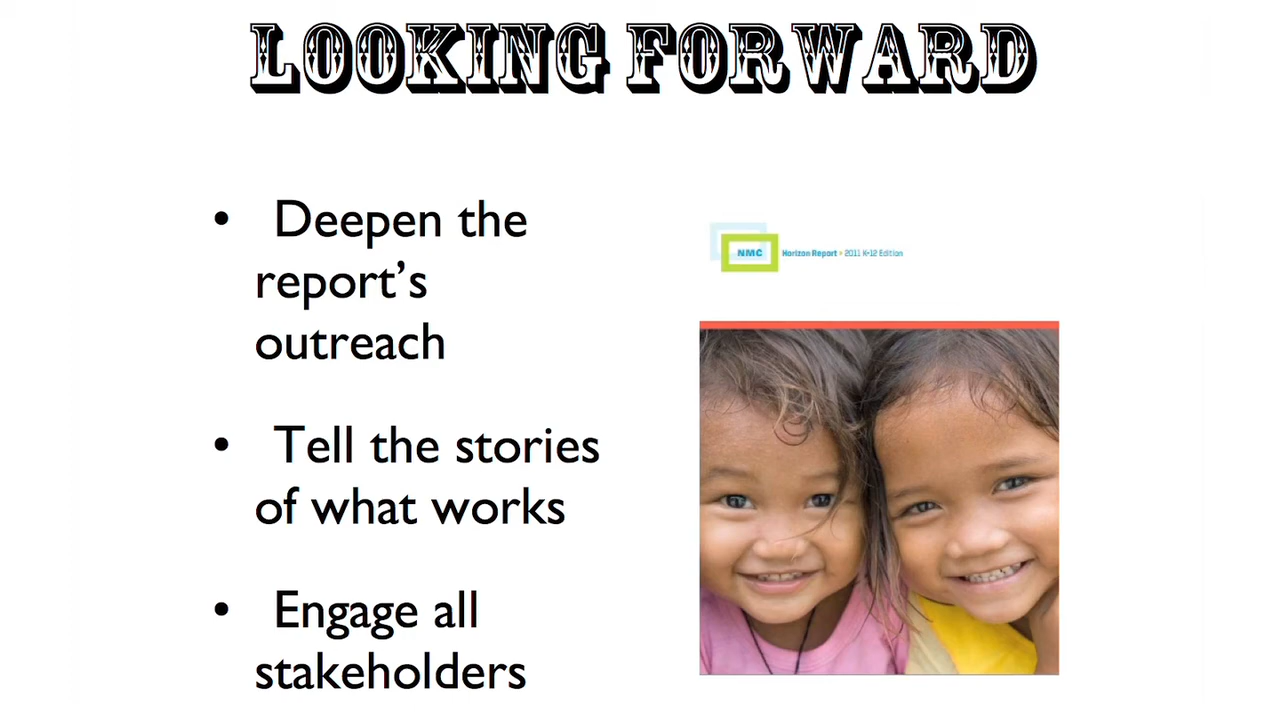 LOOKING FORWARD
• Deepen the
report’s
outreach
• Tell the stories
of what works
• Engage all
stakeholders
NMC Horizon Report • 2011 K-12 Edition